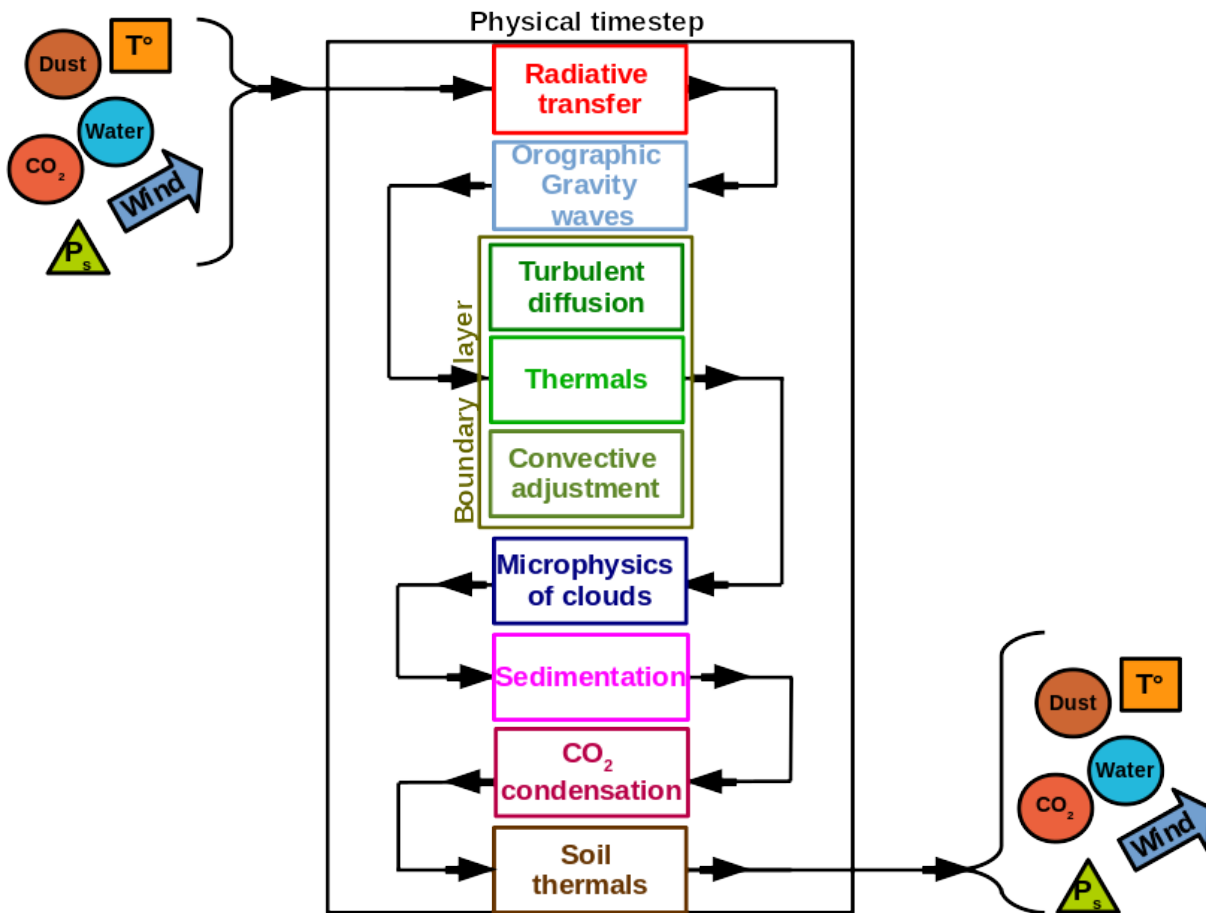 Physical timestep
Dust
T°
Water
CO₂
Wind
Pₛ
Radiative
transfer
Orographic
Gravity
waves
Boundary layer
Turbulent
diffusion
Thermals
Convective
adjustment
Microphysics
of clouds
Sedimentation
CO₂
condensation
Soil
thermals
Dust
T°
Water
CO₂
Wind
Pₛ